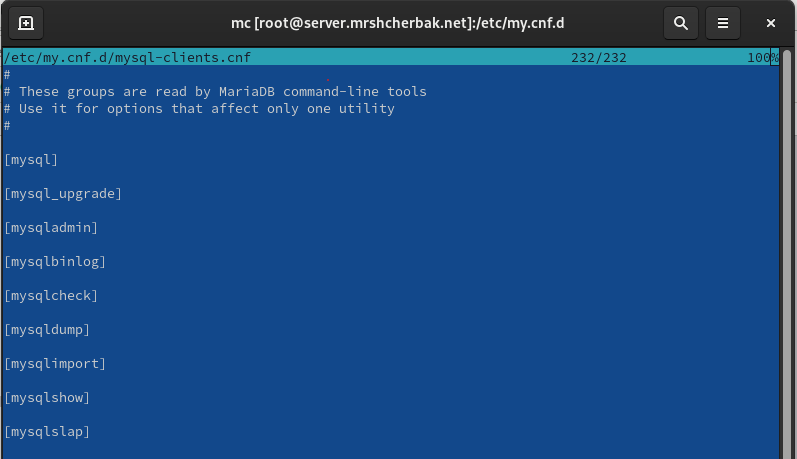 mc [root@server.mrshcherbak.net]:/etc/my.cnf.d
/etc/my.cnf.d/mysql-clients.cnf 232/232 100%
#
# These groups are read by MariaDB command-line tools
# Use it for options that affect only one utility
#
[mysql]
[mysql_upgrade]
[mysqladmin]
[mysqlbinlog]
[mysqlcheck]
[mysqldump]
[mysqlimport]
[mysqlshow]
[mysqlslap]